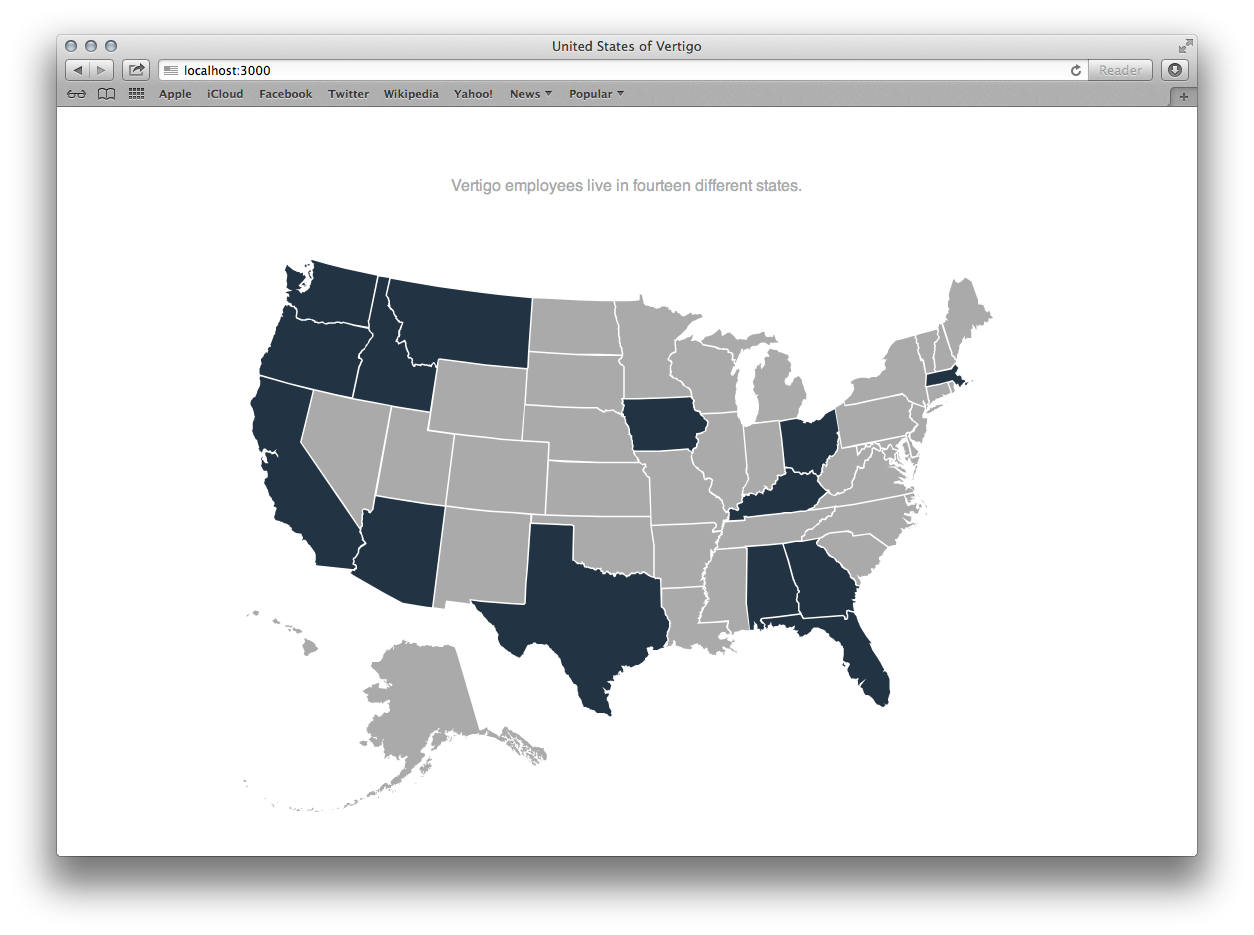 United States of Vertigo
localhost:3000
Reader
Apple iCloud Facebook Twitter Wikipedia Yahoo! News Popular
Vertigo employees live in fourteen different states.